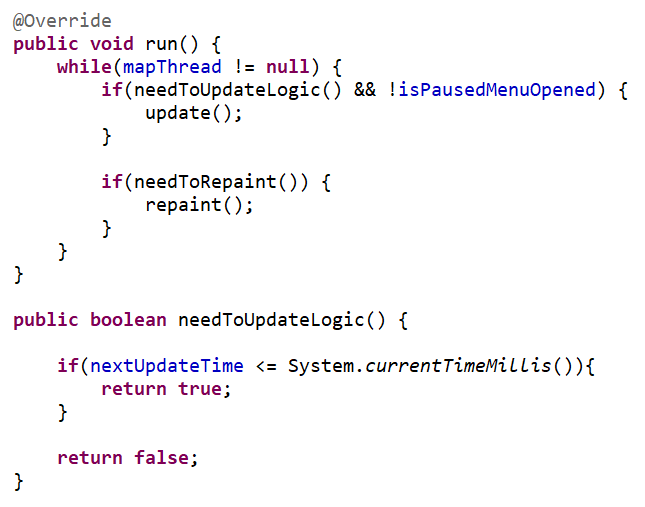 @Override
public void run() {
    while(mapThread != null) {
        if(needToUpdateLogic() && !isPausedMenuOpened) {
            update();
        }

        if(needToRepaint()) {
            repaint();
        }
    }
}

public boolean needToUpdateLogic() {

    if(nextUpdateTime <= System.currentTimeMillis()){
        return true;
    }

    return false;
}